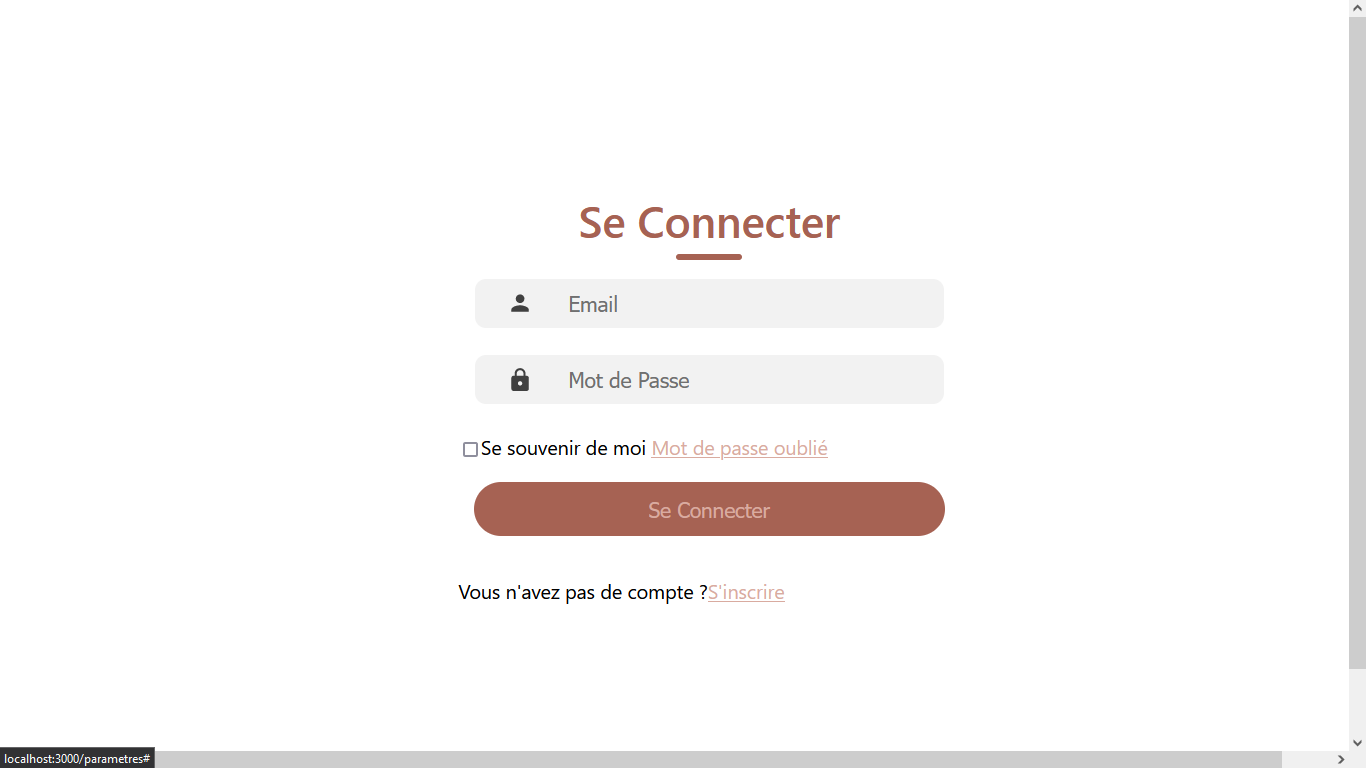 Se Connecter
Email
Mot de Passe
Se souvenir de moi Mot de passe oublié
Se Connecter
Vous n'avez pas de compte ?S'inscrire
localhost:3000/parametres#